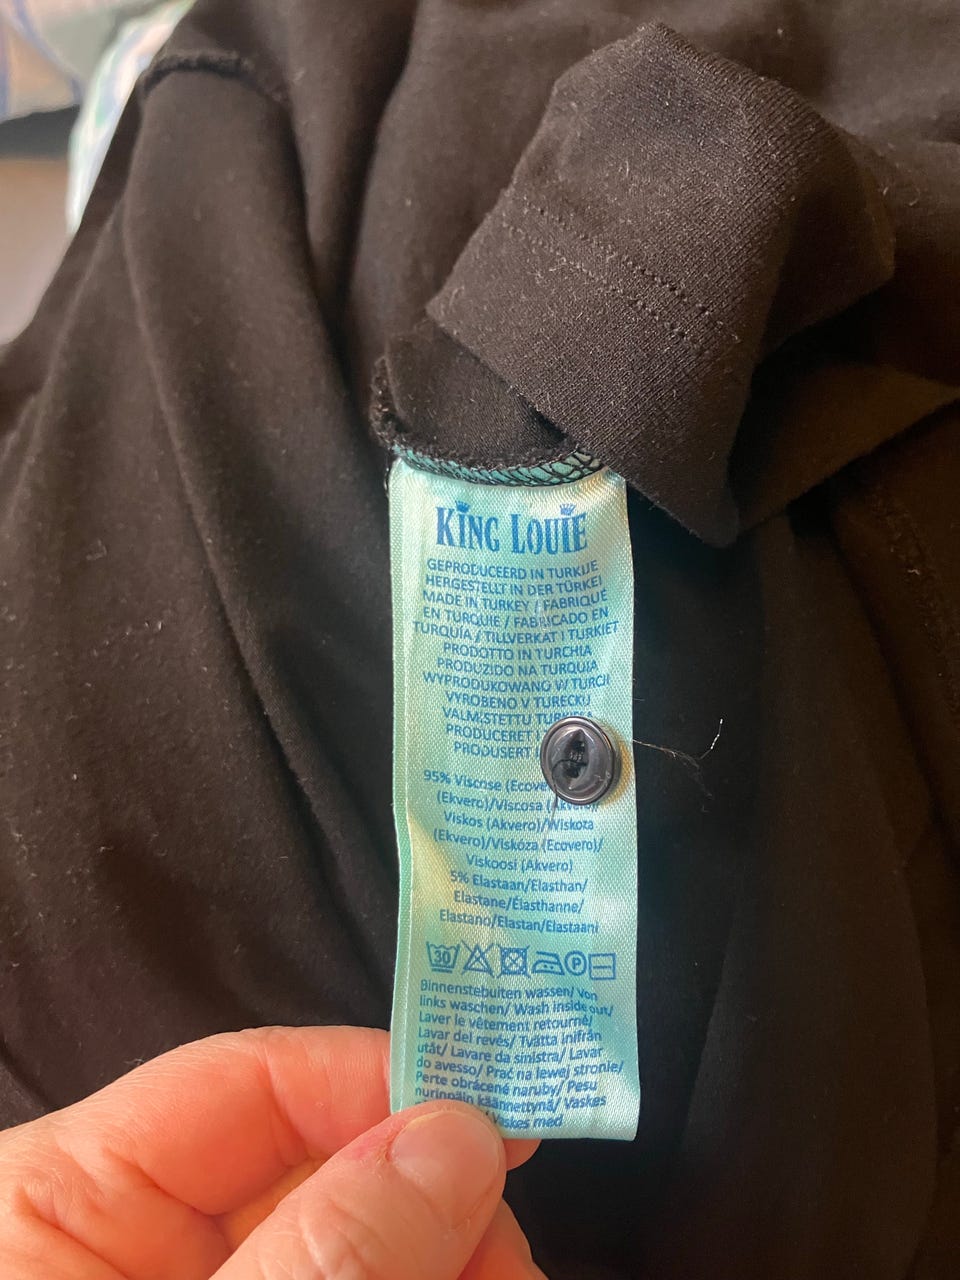 KING LOUIE
GEPRODUCEERD IN TURKIJE
HERGESTELLT IN DER TÜRKEI
MADE IN TURKEY / FABRIQUÉ
EN TURQUIE / FABRICADO EN
TURQUÍA / TILLVERKAT I TURKIET
PRODOTTO IN TURCHIA
PRODUZIDO NA TURQUIA
WYPRODUKOWANO W TURCJI
VYROBENO V TURECKU
VALMISTETTU
PRODUCERET I
PRODUSERT
95% Viscose
(Ekvero)/Viscosa
Viskos (Akvero)/Wiskoza
(Ekvero)/Viskóza (Ecovero)/
Viskoosi (Akvero)
5% Elastaan/Elasthan/
Elastane/Élasthanne/
Elastano/Elastan/Elastaani
30 P
Binnenstebuiten wassen/ Von
links waschen/ Wash inside out/
Laver le vêtement retourné/
Lavar del revés/ Tvätta inifrån
utåt/ Lavare da sinistra/ Lavar
do avesso/ Prać na lewej stronie/
Perte obrácené naruby/ Pesu
nurinpäin käännettynä/ Vaskes
Vaskes med